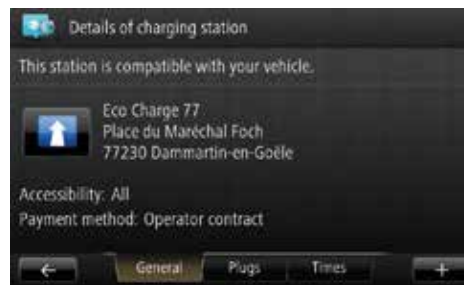 Details of charging station
This station is compatible with your vehicle.
Eco Charge 77
Place du Maréchal Foch
77230 Dammartin-en-Goële
Accessibility: All
Payment method: Operator contract
General Plugs Times +